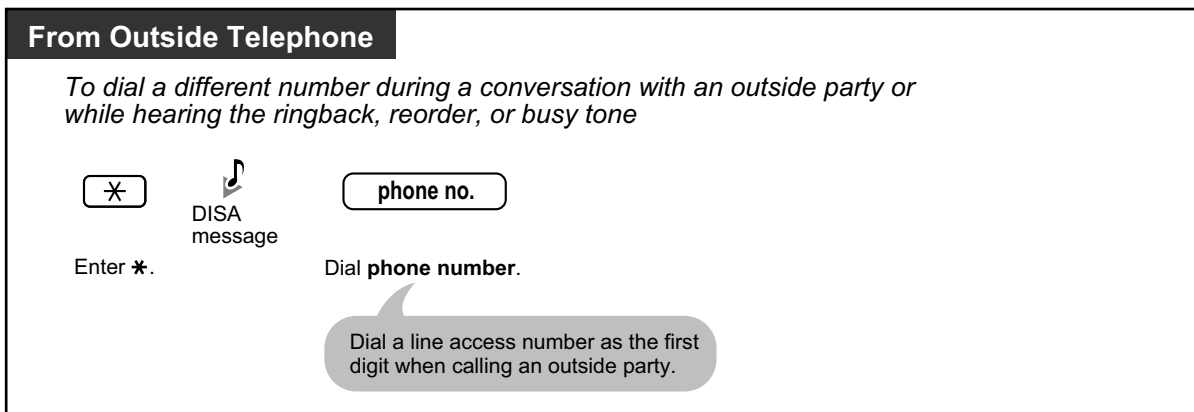 From Outside Telephone
To dial a different number during a conversation with an outside party or
while hearing the ringback, reorder, or busy tone
phone no.
DISA
message
Enter ✱.
Dial phone number.
Dial a line access number as the first
digit when calling an outside party.